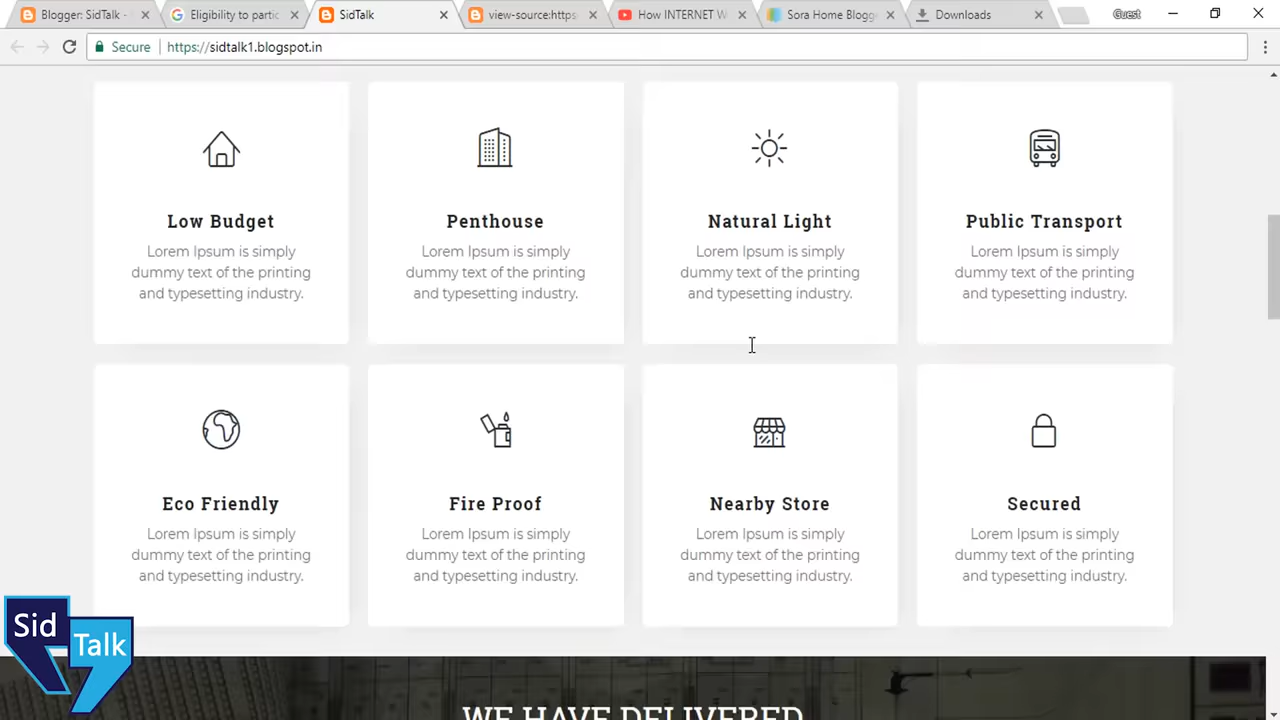 Blogger: SidTalk -
Eligibility to partic
SidTalk
view-source:https
How INTERNET W
Sora Home Blogge
Downloads
Guest
Secure
https://sidtalk1.blogspot.in
Low Budget
Lorem Ipsum is simply
dummy text of the printing
and typesetting industry.
Penthouse
Lorem Ipsum is simply
dummy text of the printing
and typesetting industry.
Natural Light
Lorem Ipsum is simply
dummy text of the printing
and typesetting industry.
Public Transport
Lorem Ipsum is simply
dummy text of the printing
and typesetting industry.
Eco Friendly
Lorem Ipsum is simply
dummy text of the printing
and typesetting industry.
Fire Proof
Lorem Ipsum is simply
dummy text of the printing
and typesetting industry.
Nearby Store
Lorem Ipsum is simply
dummy text of the printing
and typesetting industry.
Secured
Lorem Ipsum is simply
dummy text of the printing
and typesetting industry.
Sid
Talk
WE HAVE DELIVERED